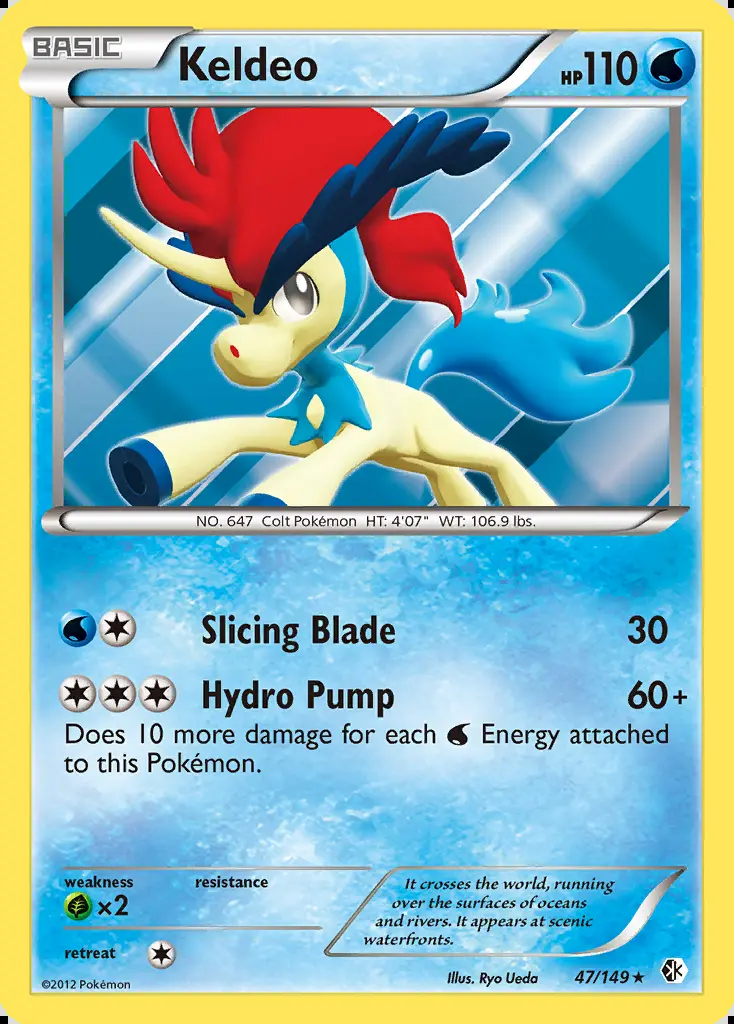 BASIC
Keldeo
HP110
NO. 647 Colt Pokémon HT: 4'07" WT: 106.9 lbs.
Slicing Blade 30
Hydro Pump 60+
Does 10 more damage for each Energy attached
to this Pokémon.
weakness resistance
×2
retreat
It crosses the world, running
over the surfaces of oceans
and rivers. It appears at scenic
waterfronts.
©2012 Pokémon
Illus. Ryo Ueda 47/149 ★